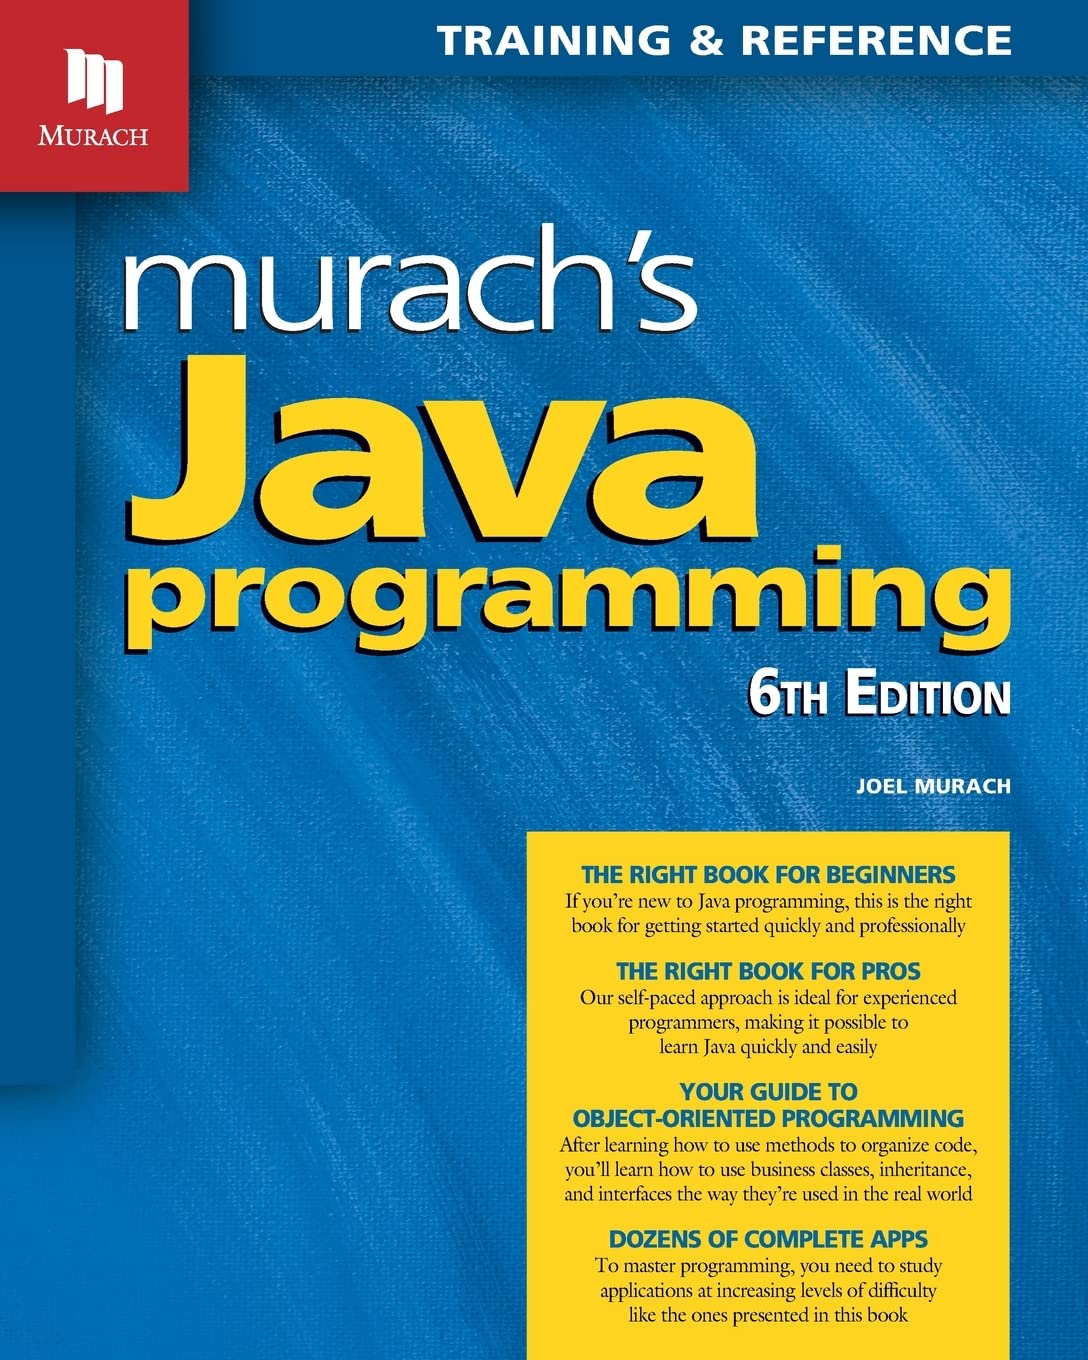 TRAINING & REFERENCE
MURACH
murach's
Java
programming
6TH EDITION
JOEL MURACH
THE RIGHT BOOK FOR BEGINNERS
If you're new to Java programming, this is the right
book for getting started quickly and professionally
THE RIGHT BOOK FOR PROS
Our self-paced approach is ideal for experienced
programmers, making it possible to
learn Java quickly and easily
YOUR GUIDE TO
OBJECT-ORIENTED PROGRAMMING
After learning how to use methods to organize code,
you'll learn how to use business classes, inheritance,
and interfaces the way they're used in the real world
DOZENS OF COMPLETE APPS
To master programming, you need to study
applications at increasing levels of difficulty
like the ones presented in this book